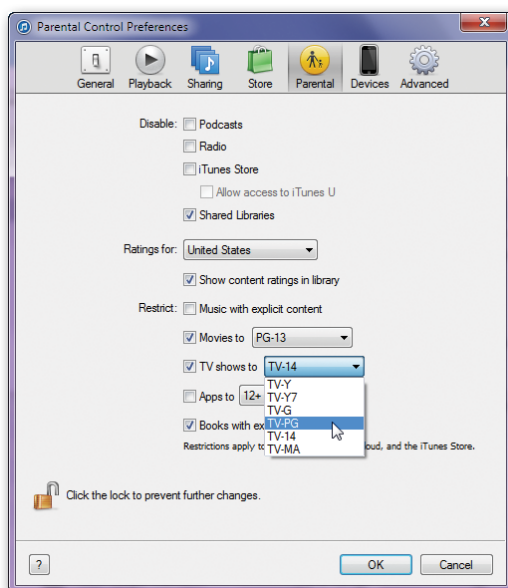 Parental Control Preferences
General Playback Sharing Store Parental Devices Advanced
Disable: Podcasts
Radio
iTunes Store
Allow access to iTunes U
Shared Libraries
Ratings for: United States
Show content ratings in library
Restrict: Music with explicit content
Movies to PG-13
TV shows to TV-14
TV-Y
Apps to 12+ TV-Y7
TV-G
TV-PG
Books with ex
TV-14
Restrictions apply to TV-MA oud, and the iTunes Store.
Click the lock to prevent further changes.
? OK Cancel